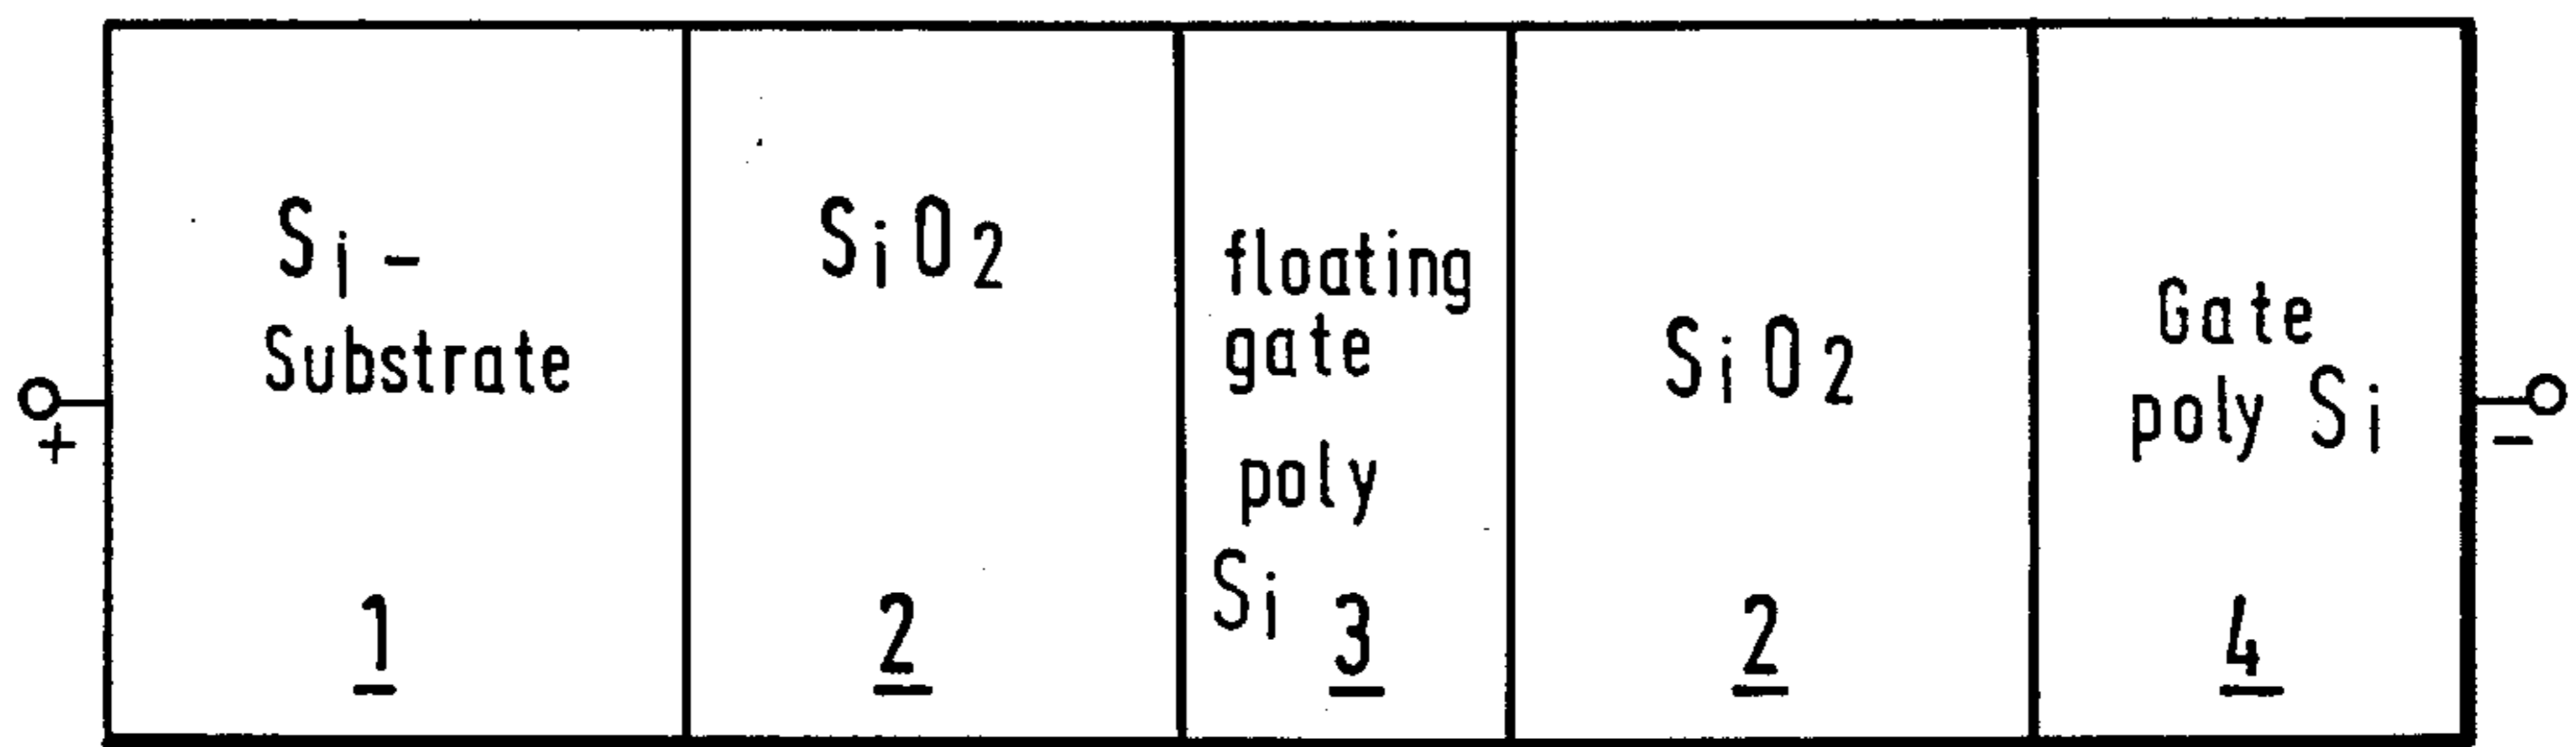 +
Si-
Substrate
1
SiO2
2
floating
gate
poly
Si
3
SiO2
2
Gate
poly Si
4
-